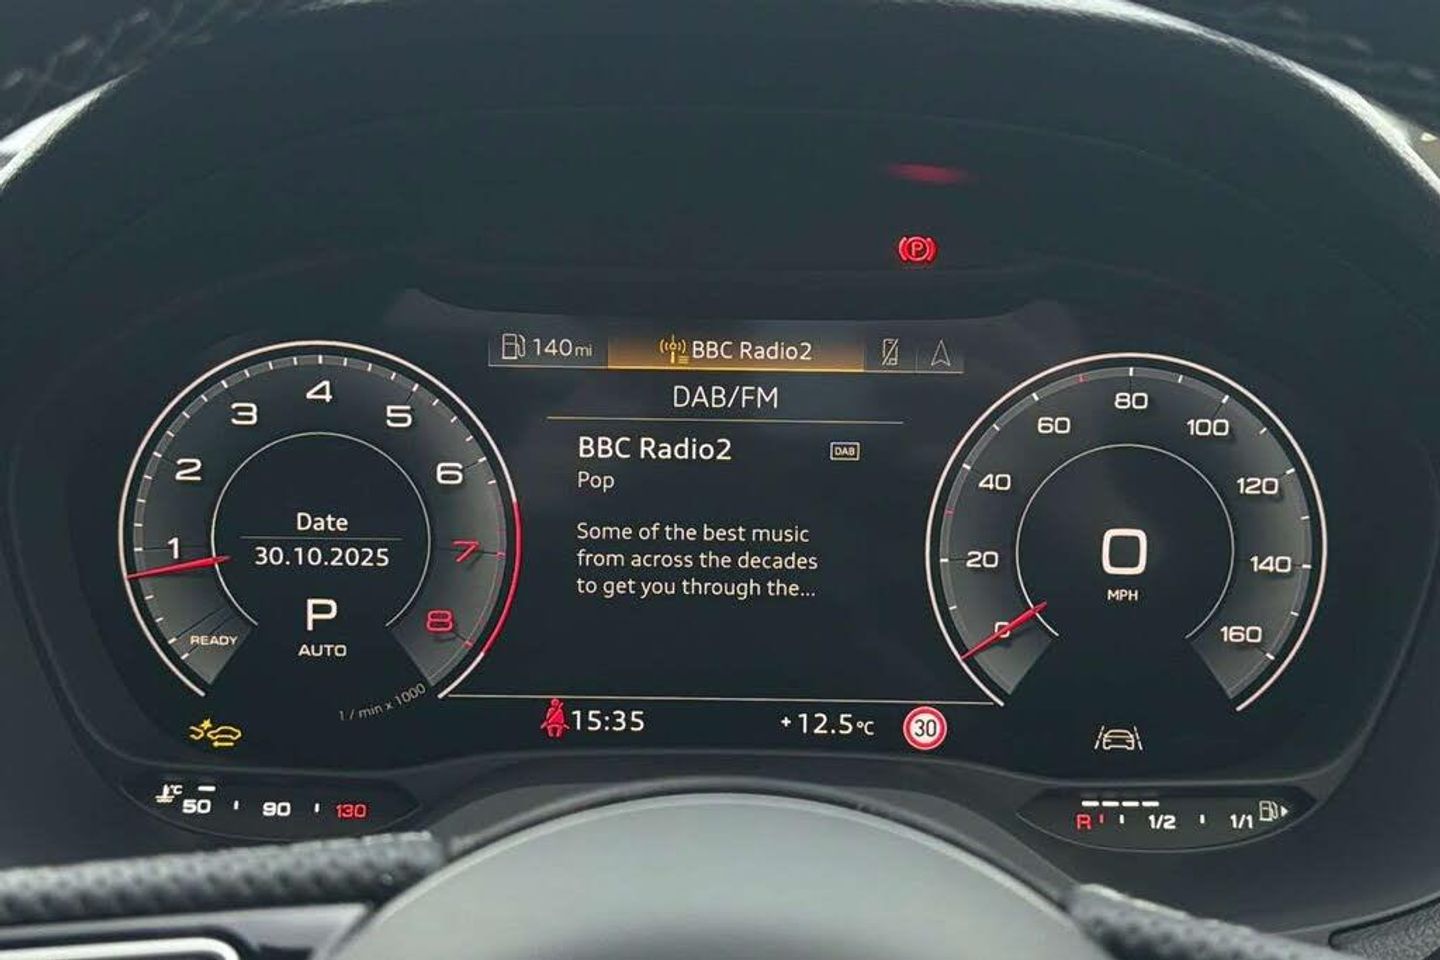 P
140 mi
BBC Radio2
DAB/FM
BBC Radio2
DAB
Pop
Some of the best music
from across the decades
to get you through the...
1
2
3
4
5
6
7
8
READY
1 / min x 1000
Date
30.10.2025
P
AUTO
0
20
40
60
80
100
120
140
160
0
MPH
15:35
+12.5°C
30
°C
50
90
130
R
1/2
1/1